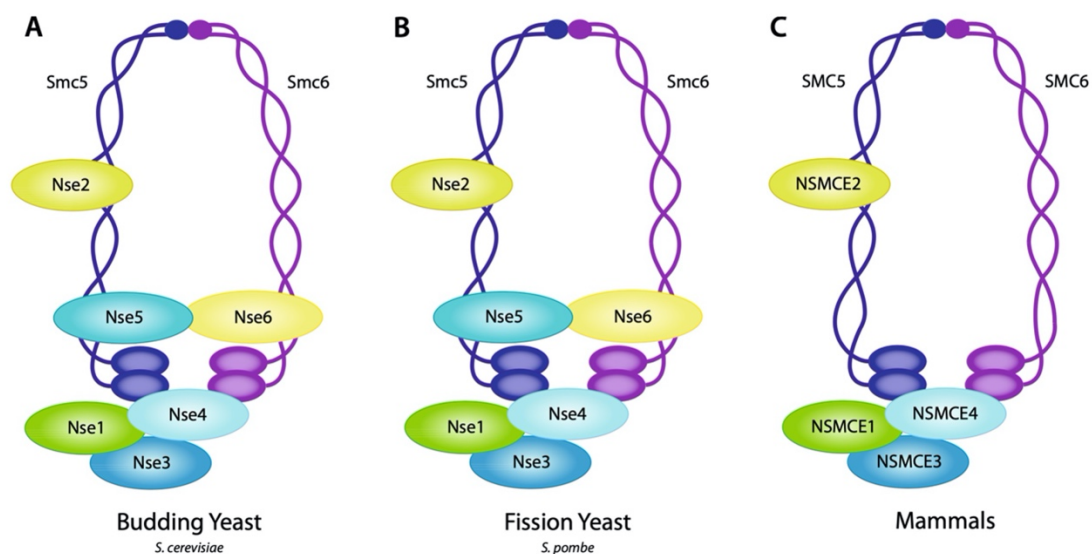 A
B
C
Smc5
Smc6
Smc5
Smc6
SMC5
SMC6
Nse2
Nse2
NSMCE2
Nse5
Nse6
Nse5
Nse6
Nse4
Nse4
NSMCE4
Nse1
Nse1
NSMCE1
Nse3
Nse3
NSMCE3
Budding Yeast
Fission Yeast
Mammals
S. cerevisiae
S. pombe